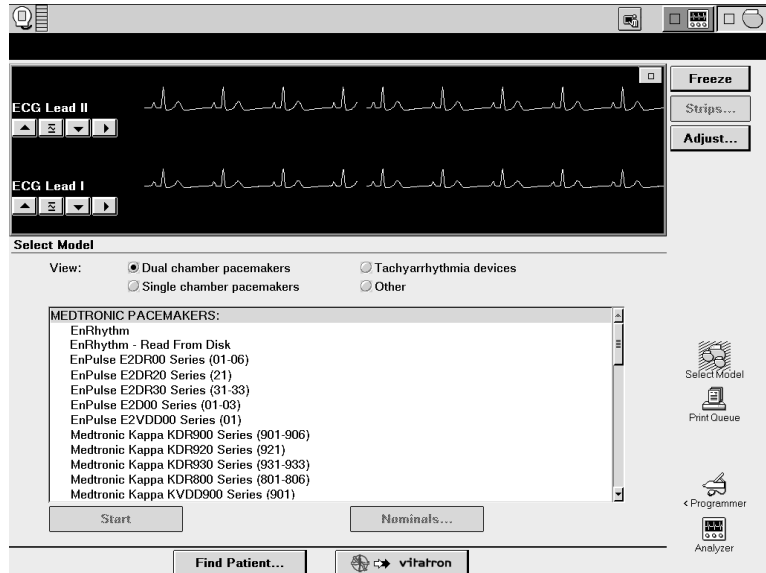 Freeze
ECG Lead II
Strips...
Adjust...
ECG Lead I
Select Model
View:
Dual chamber pacemakers
Tachyarrhythmia devices
Single chamber pacemakers
Other
MEDTRONIC PACEMAKERS:
EnRhythm
EnRhythm - Read From Disk
EnPulse E2DR00 Series (01-06)
EnPulse E2DR20 Series (21)
EnPulse E2DR30 Series (31-33)
EnPulse E2D00 Series (01-03)
EnPulse E2VDD00 Series (01)
Medtronic Kappa KDR900 Series (901-906)
Medtronic Kappa KDR920 Series (921)
Medtronic Kappa KDR930 Series (931-933)
Medtronic Kappa KDR800 Series (801-806)
Medtronic Kappa KVDD900 Series (901)
Select Model
Print Queue
< Programmer
Analyzer
Start
Nominals...
Find Patient...
vitatron